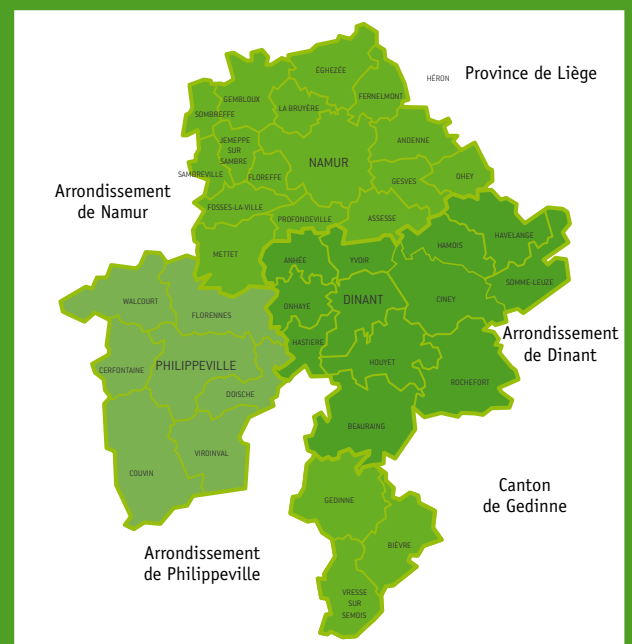 ÉGHEZÉE
HÉRON
Province de Liège
GEMBLOUX
LA BRUYÈRE
FERNELMONT
SOMBREFFE
JEMEPPE
SUR
SAMBRE
ANDENNE
NAMUR
SAMBREVILLE
FLOREFFE
GESVES
OHEY
Arrondissement
de Namur
FOSSES-LA-VILLE
PROFONDEVILLE
ASSESSE
METTET
ANHÉE
YVOIR
HAMOIS
HAVELANGE
SOMME-LEUZE
WALCOURT
FLORENNES
ONHAYE
DINANT
CINEY
HASTIERE
Arrondissement
de Dinant
CERFONTAINE
PHILIPPEVILLE
HOUYET
ROCHEFORT
DOISCHE
BEAURAING
VIROINVAL
COUVIN
GEDINNE
Canton
de Gedinne
BIÈVRE
Arrondissement
de Philippeville
VRESSE
SUR
SEMOIS